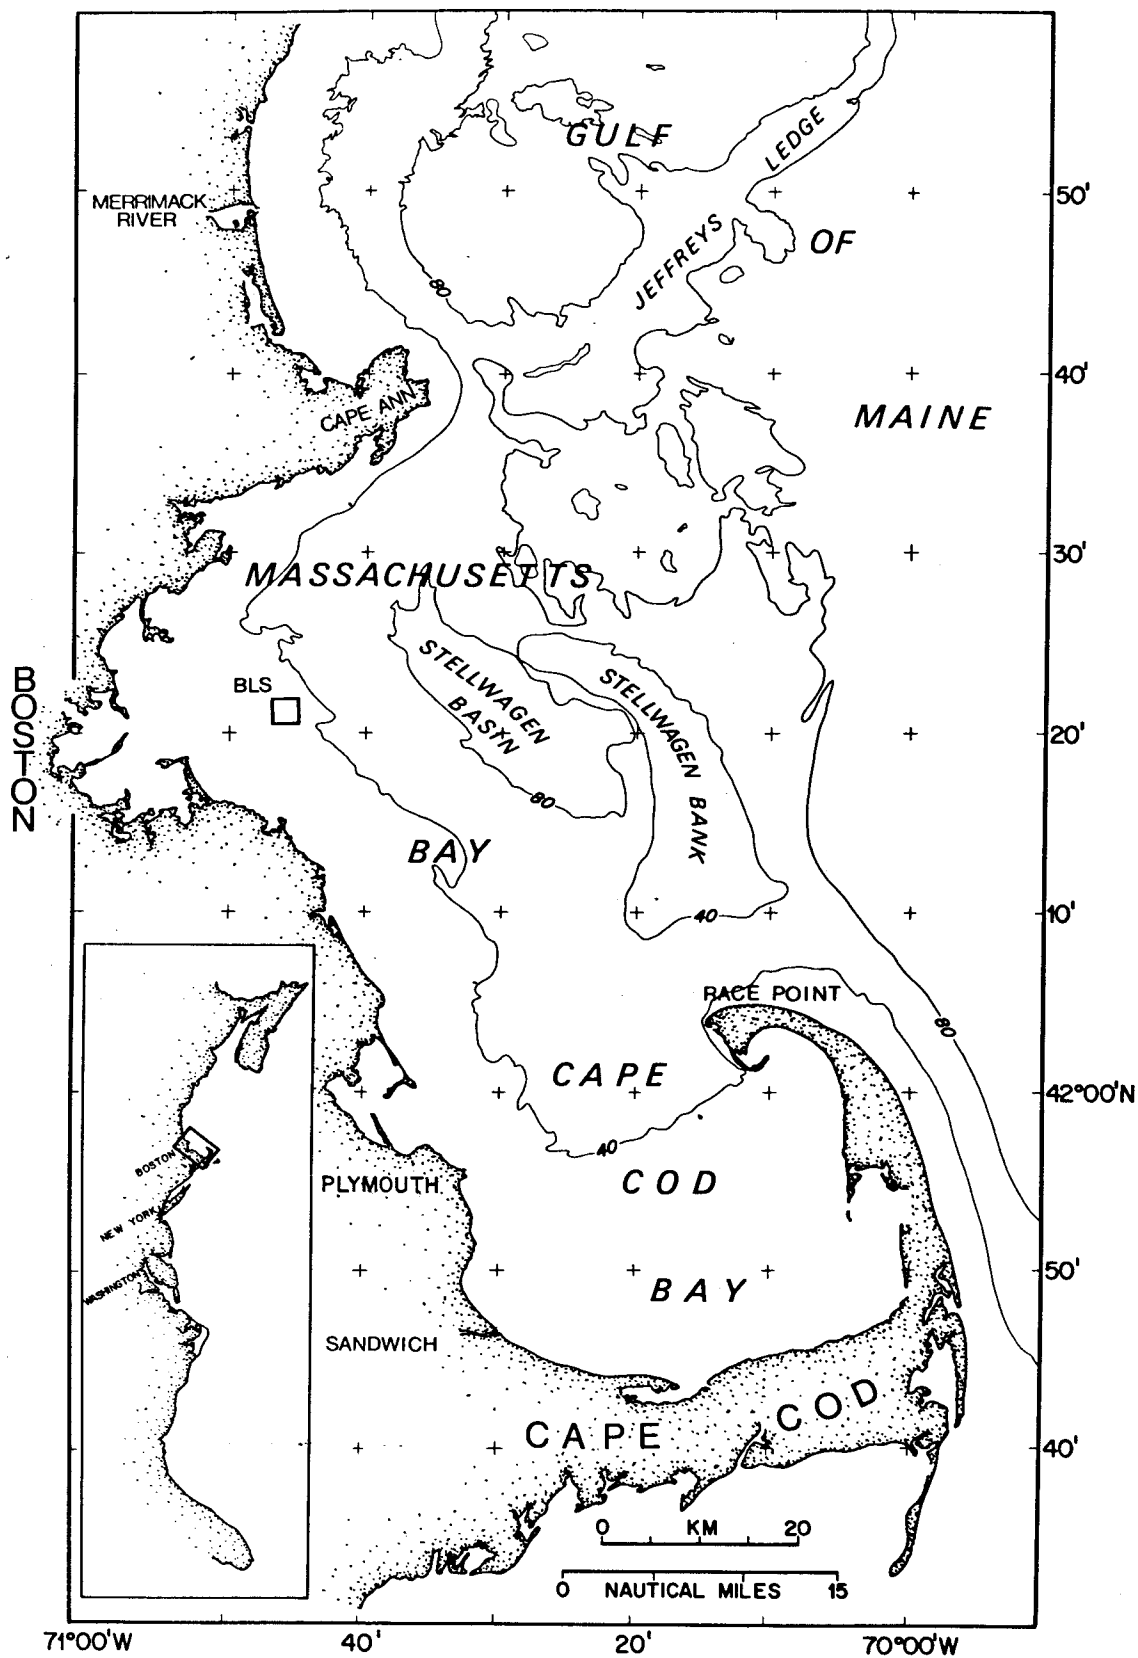 GULF
LEDGE
MERRIMACK
RIVER
50'
JEFFREYS
OF
80
40'
CAPE ANN
MAINE
30'
MASSACHUSETTS
STELLWAGEN
BASIN
STELLWAGEN BANK
BLS
BOSTON
20'
80
BAY
40
10'
RACE POINT
80
CAPE
42°00'N
40
BOSTON
COD
PLYMOUTH
NEW YORK
WASHINGTON
50'
BAY
SANDWICH
CAPE COD
40'
0 KM 20
0 NAUTICAL MILES 15
71°00'W 40' 20' 70°00'W